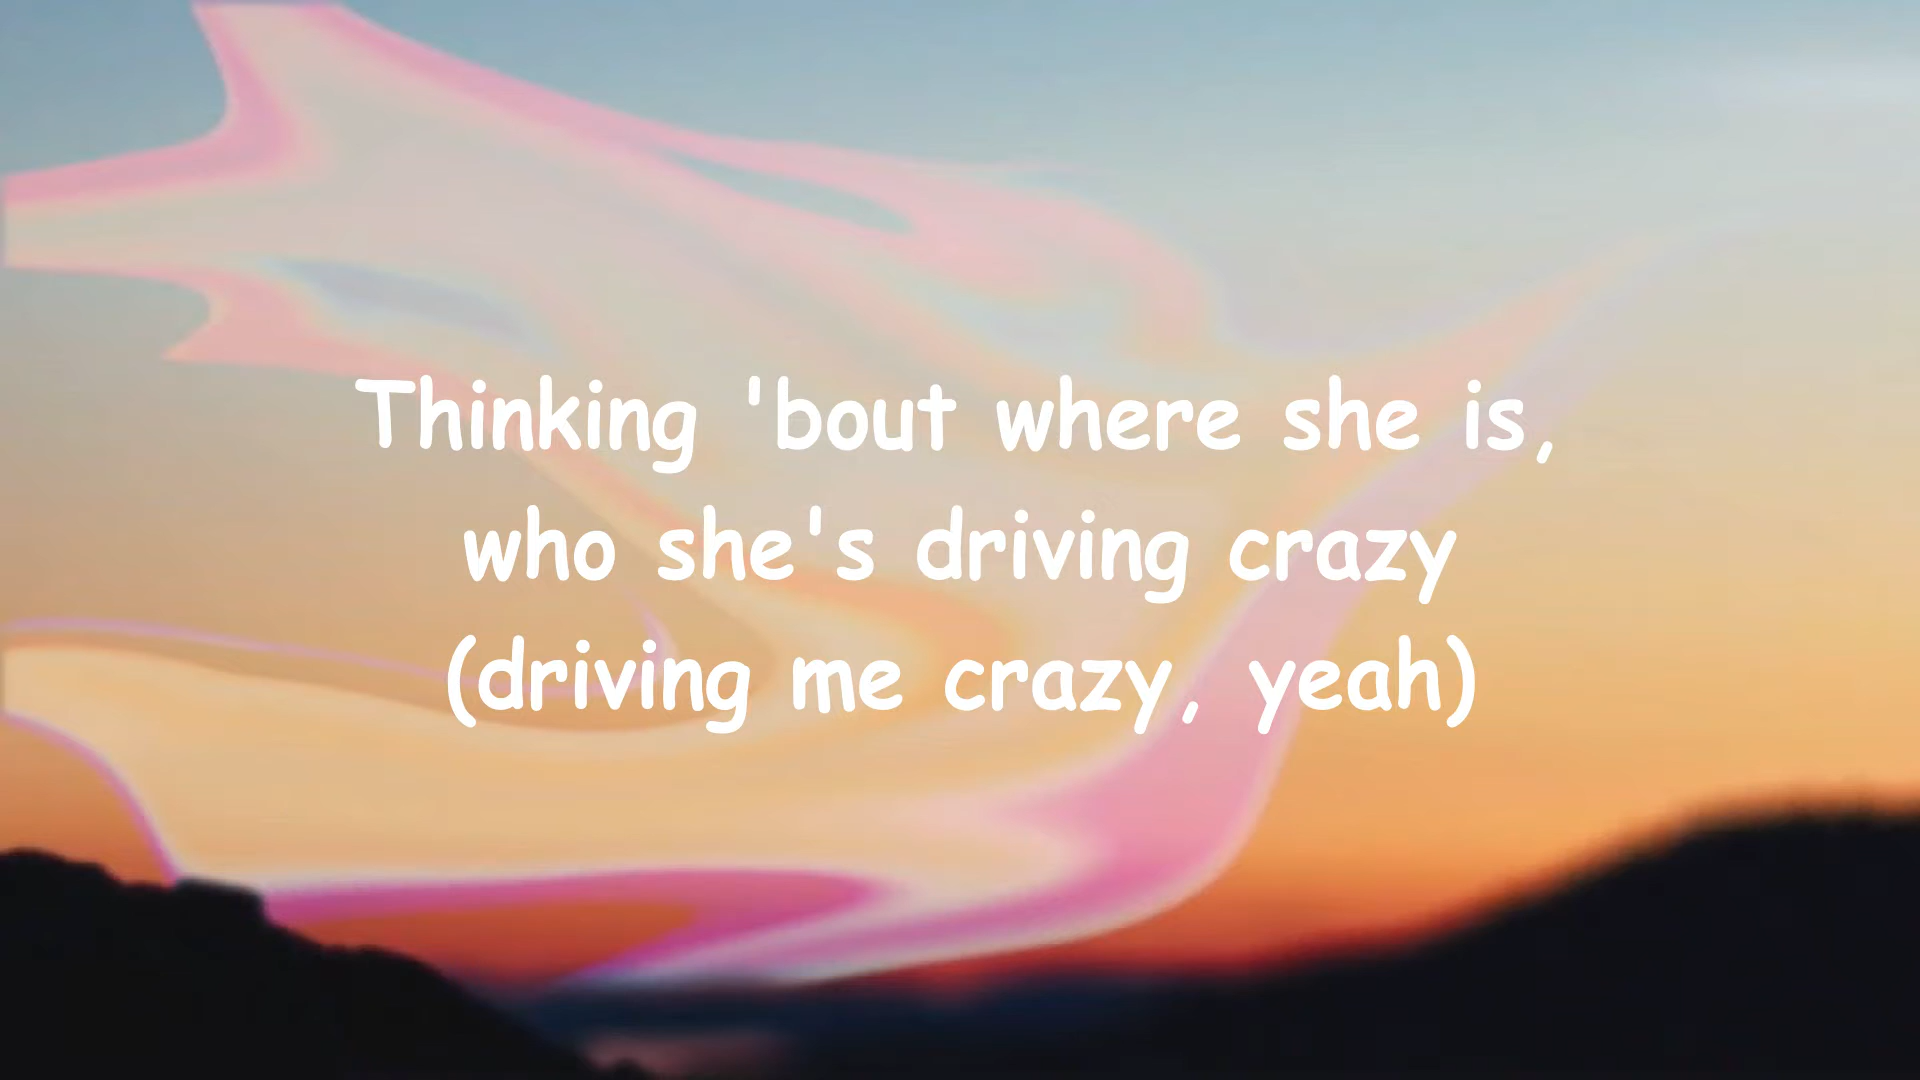 Thinking 'bout where she is,
who she's driving crazy
(driving me crazy, yeah)